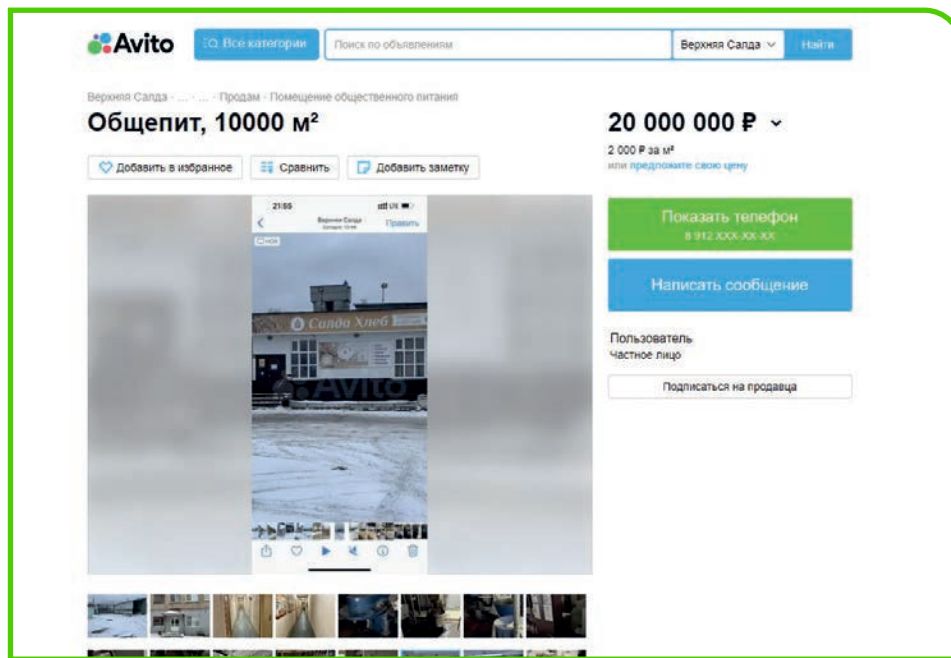 Avito
Все категории
Поиск по объявлениям
Верхняя Салда
Найти
Верхняя Салда · ... · ... · Продам · Помещение общественного питания
Общепит, 10000 м²
20 000 000 ₽
2 000 ₽ за м²
или предложите свою цену
Добавить в избранное
Сравнить
Добавить заметку
21:55
LTE
Верхняя Салда
Править
HDR
Салда Хлеб
Avito
Показать телефон
8 912 XXX-XX-XX
Написать сообщение
Пользователь
Частное лицо
Подписаться на продавца